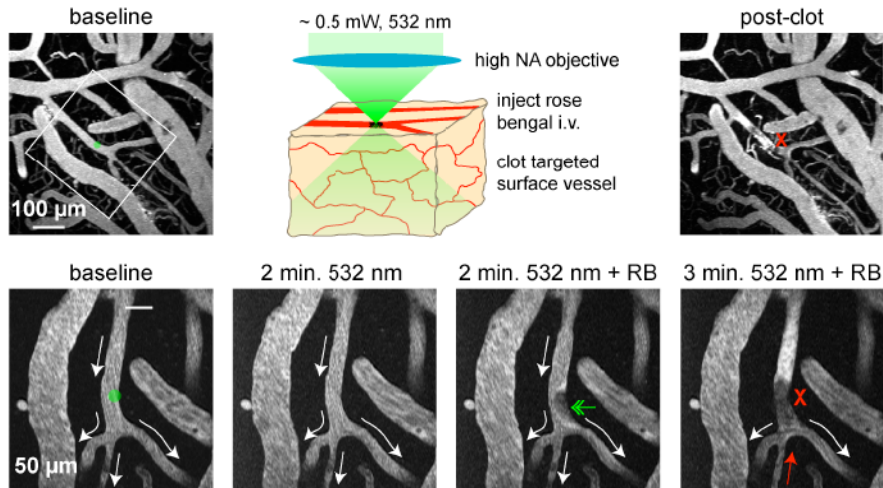 baseline
~ 0.5 mW, 532 nm
high NA objective
inject rose
bengal i.v.
clot targeted
surface vessel
post-clot
X
100 µm
baseline
2 min. 532 nm
2 min. 532 nm + RB
3 min. 532 nm + RB
X
50 µm